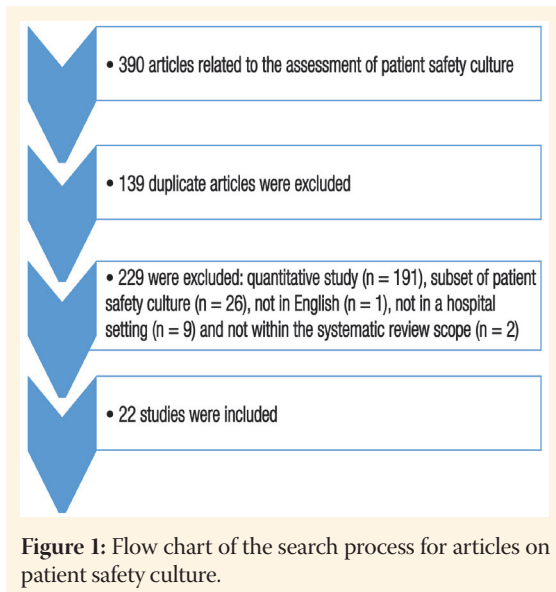 • 390 articles related to the assessment of patient safety culture
• 139 duplicate articles were excluded
• 229 were excluded: quantitative study (n = 191), subset of patient
safety culture (n = 26), not in English (n = 1), not in a hospital
setting (n = 9) and not within the systematic review scope (n = 2)
• 22 studies were included
Figure 1: Flow chart of the search process for articles on
patient safety culture.